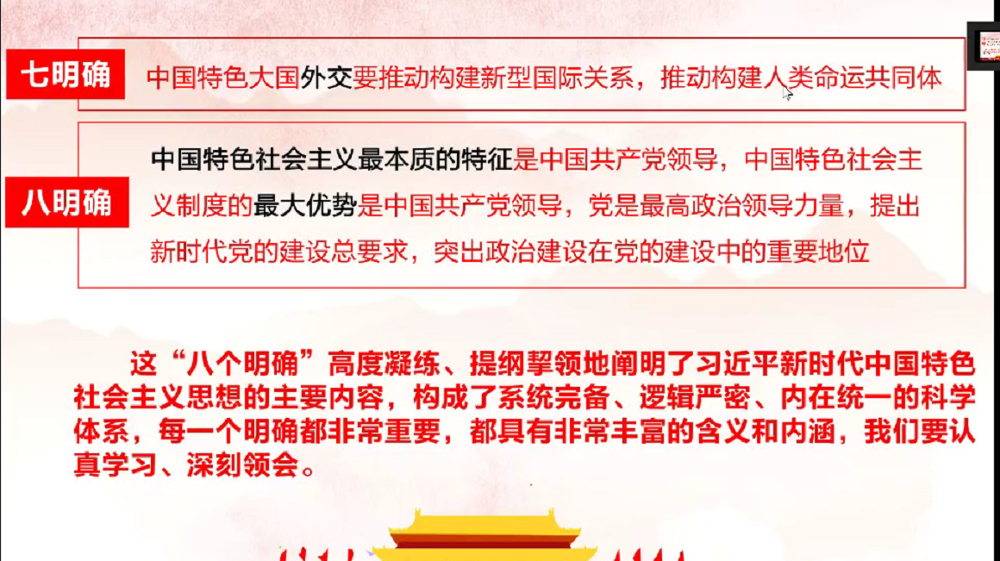 七明确
中国特色大国外交要推动构建新型国际关系，推动构建人类命运共同体
八明确
中国特色社会主义最本质的特征是中国共产党领导，中国特色社会主
义制度的最大优势是中国共产党领导，党是最高政治领导力量，提出
新时代党的建设总要求，突出政治建设在党的建设中的重要地位
这“八个明确”高度凝练、提纲挈领地阐明了习近平新时代中国特色
社会主义思想的主要内容，构成了系统完备、逻辑严密、内在统一的科学
体系，每一个明确都非常重要，都具有非常丰富的含义和内涵，我们要认
真学习、深刻领会。